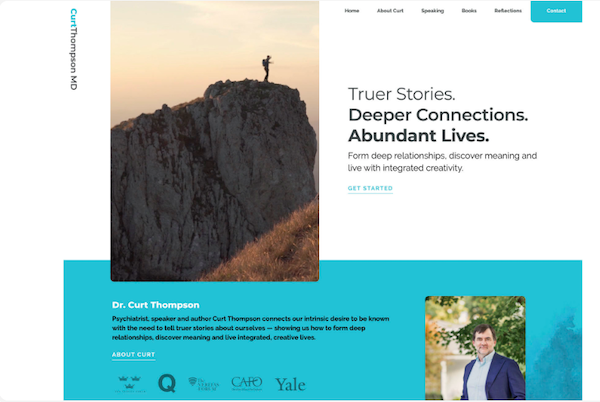 CurtThompson MD
Home About Curt Speaking Books Reflections Contact
Truer Stories.
Deeper Connections.
Abundant Lives.
Form deep relationships, discover meaning and
live with integrated creativity.
GET STARTED
Dr. Curt Thompson
Psychiatrist, speaker and author Curt Thompson connects our intrinsic desire to be known
with the need to tell truer stories about ourselves — showing us how to form deep
relationships, discover meaning and live integrated, creative lives.
ABOUT CURT
Q
CAPO
Yale